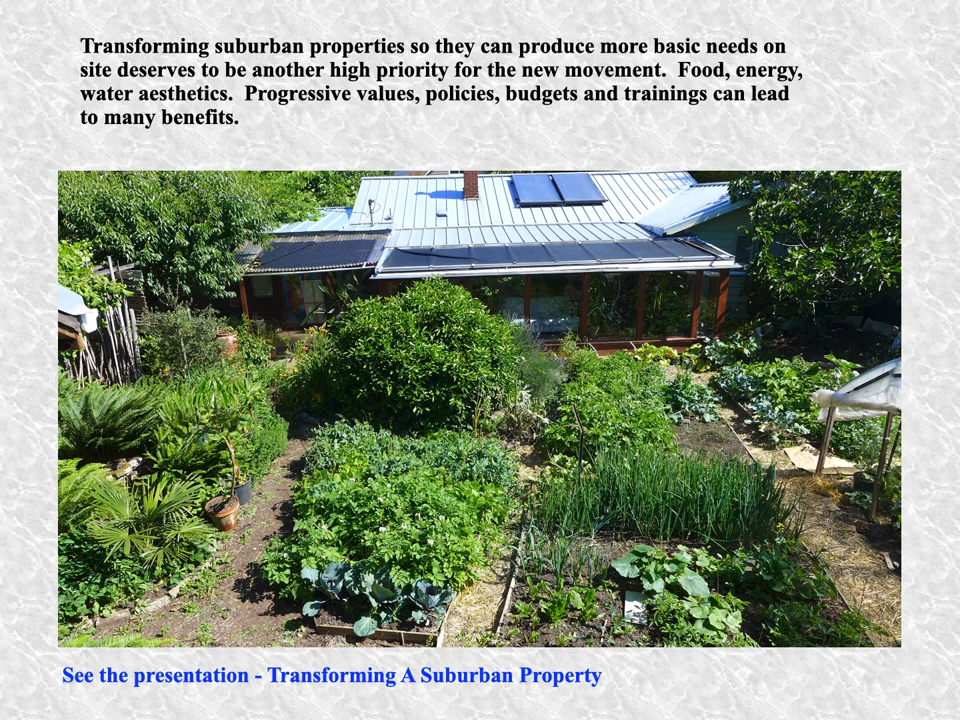 Transforming suburban properties so they can produce more basic needs on
site deserves to be another high priority for the new movement.  Food, energy,
water aesthetics.  Progressive values, policies, budgets and trainings can lead
to many benefits.
See the presentation - Transforming A Suburban Property